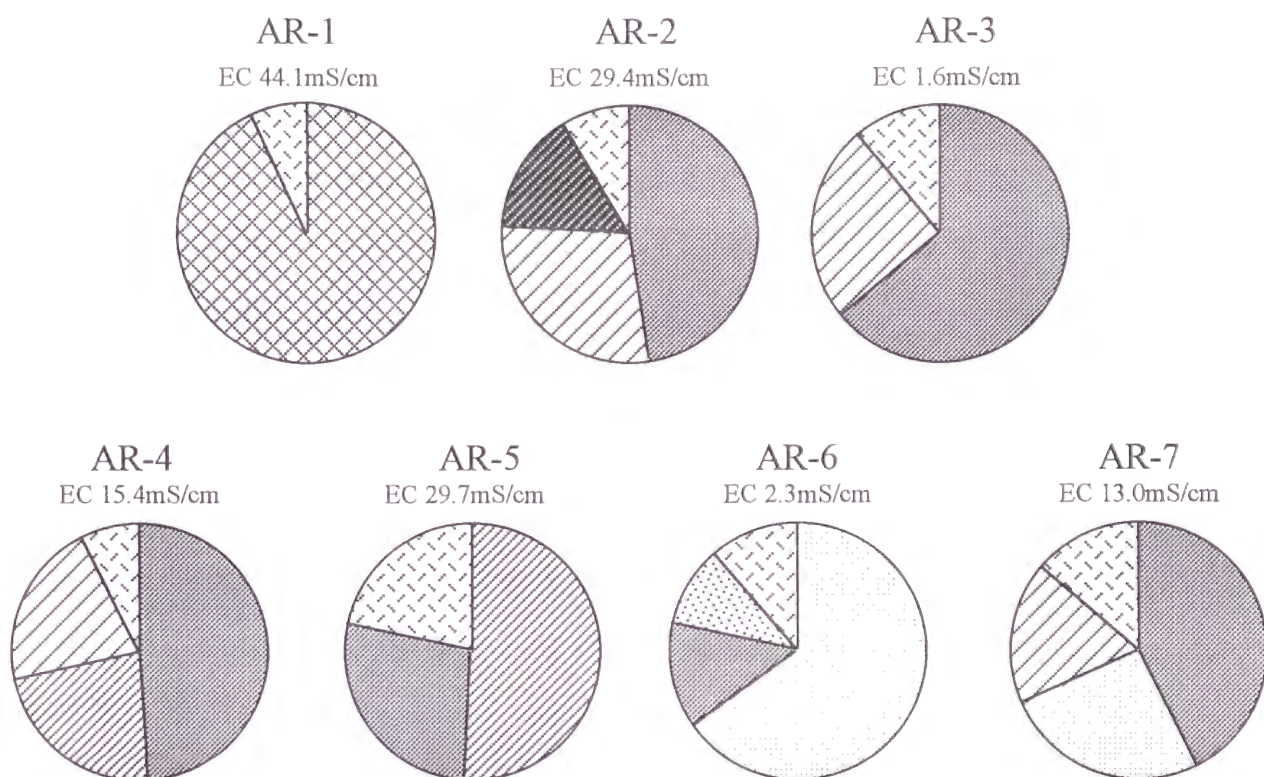 AR-1
EC 44.1mS/cm
AR-2
EC 29.4mS/cm
AR-3
EC 1.6mS/cm
AR-4
EC 15.4mS/cm
AR-5
EC 29.7mS/cm
AR-6
EC 2.3mS/cm
AR-7
EC 13.0mS/cm